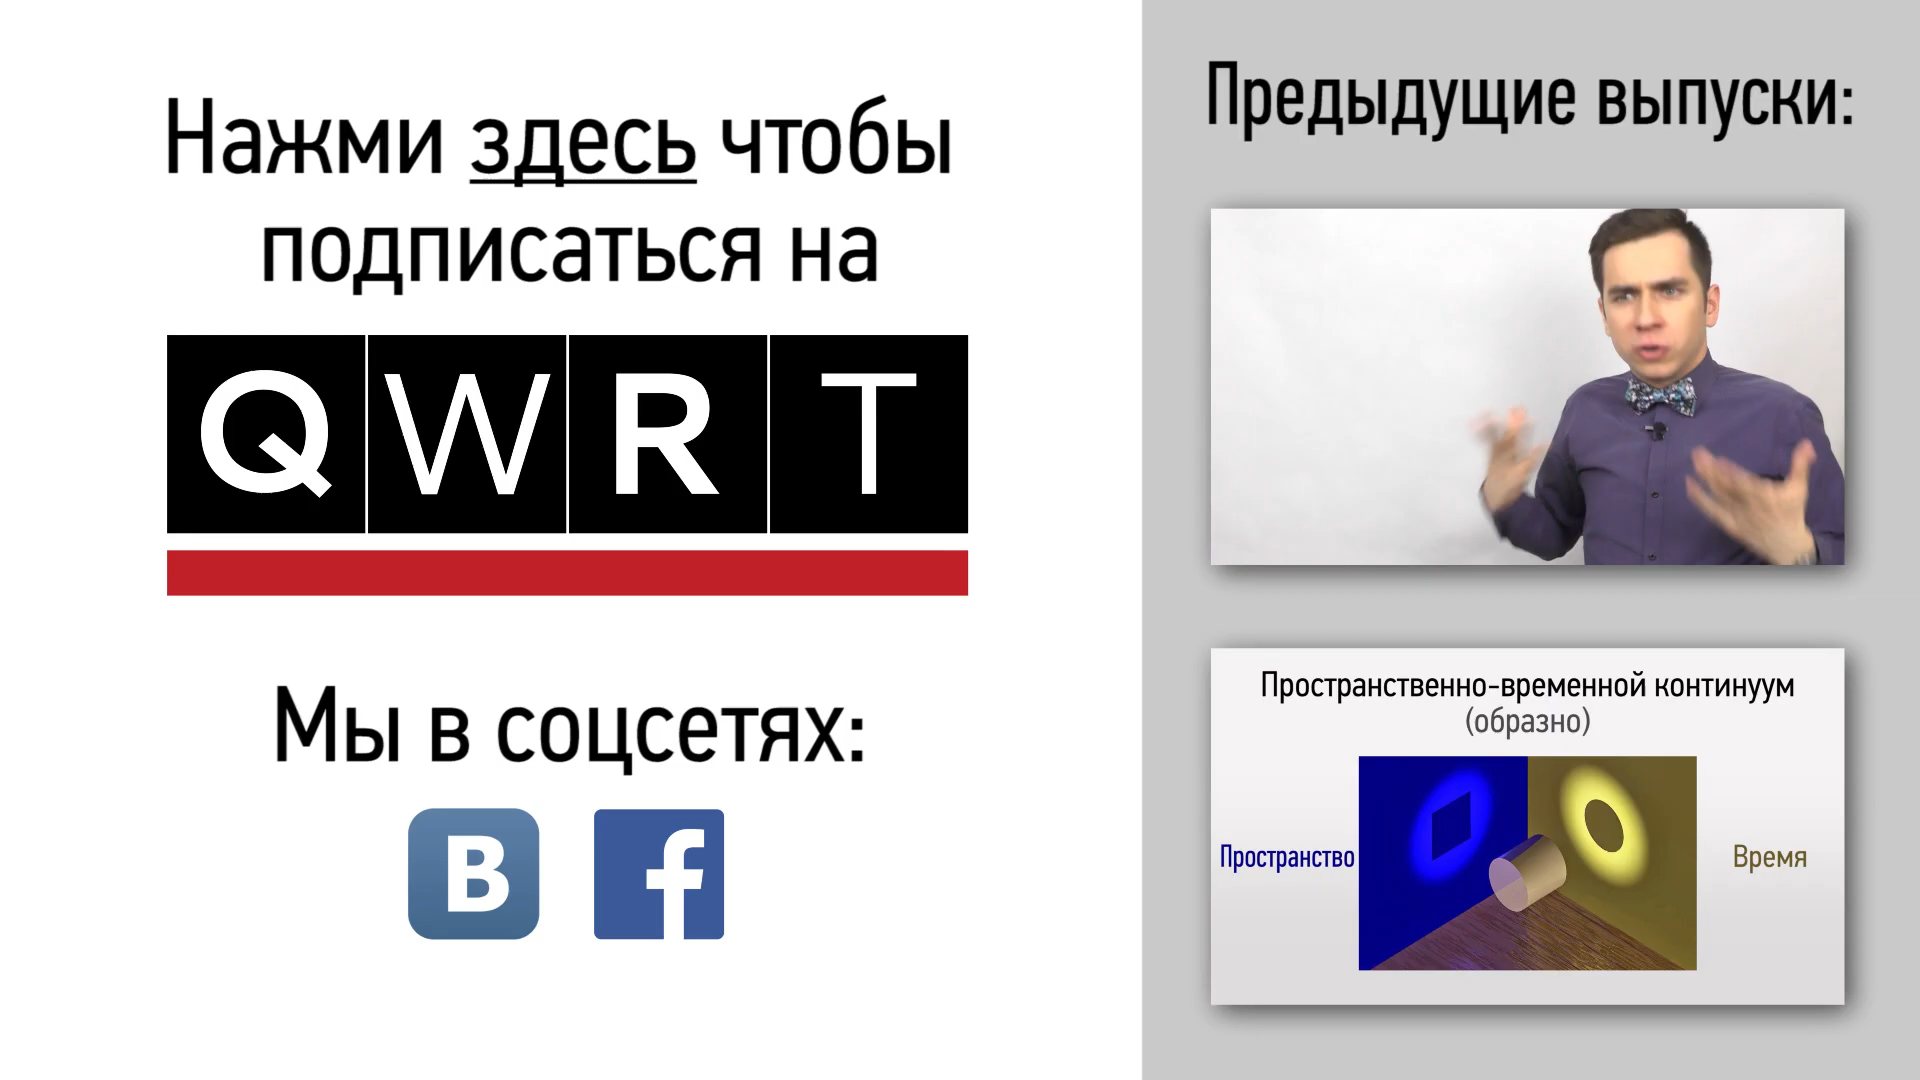 Нажми здесь чтобы
подписаться на
QWRT
Мы в соцсетях:
В f
Предыдущие выпуски:
Пространственно-временной континуум
(образно)
Пространство
Время